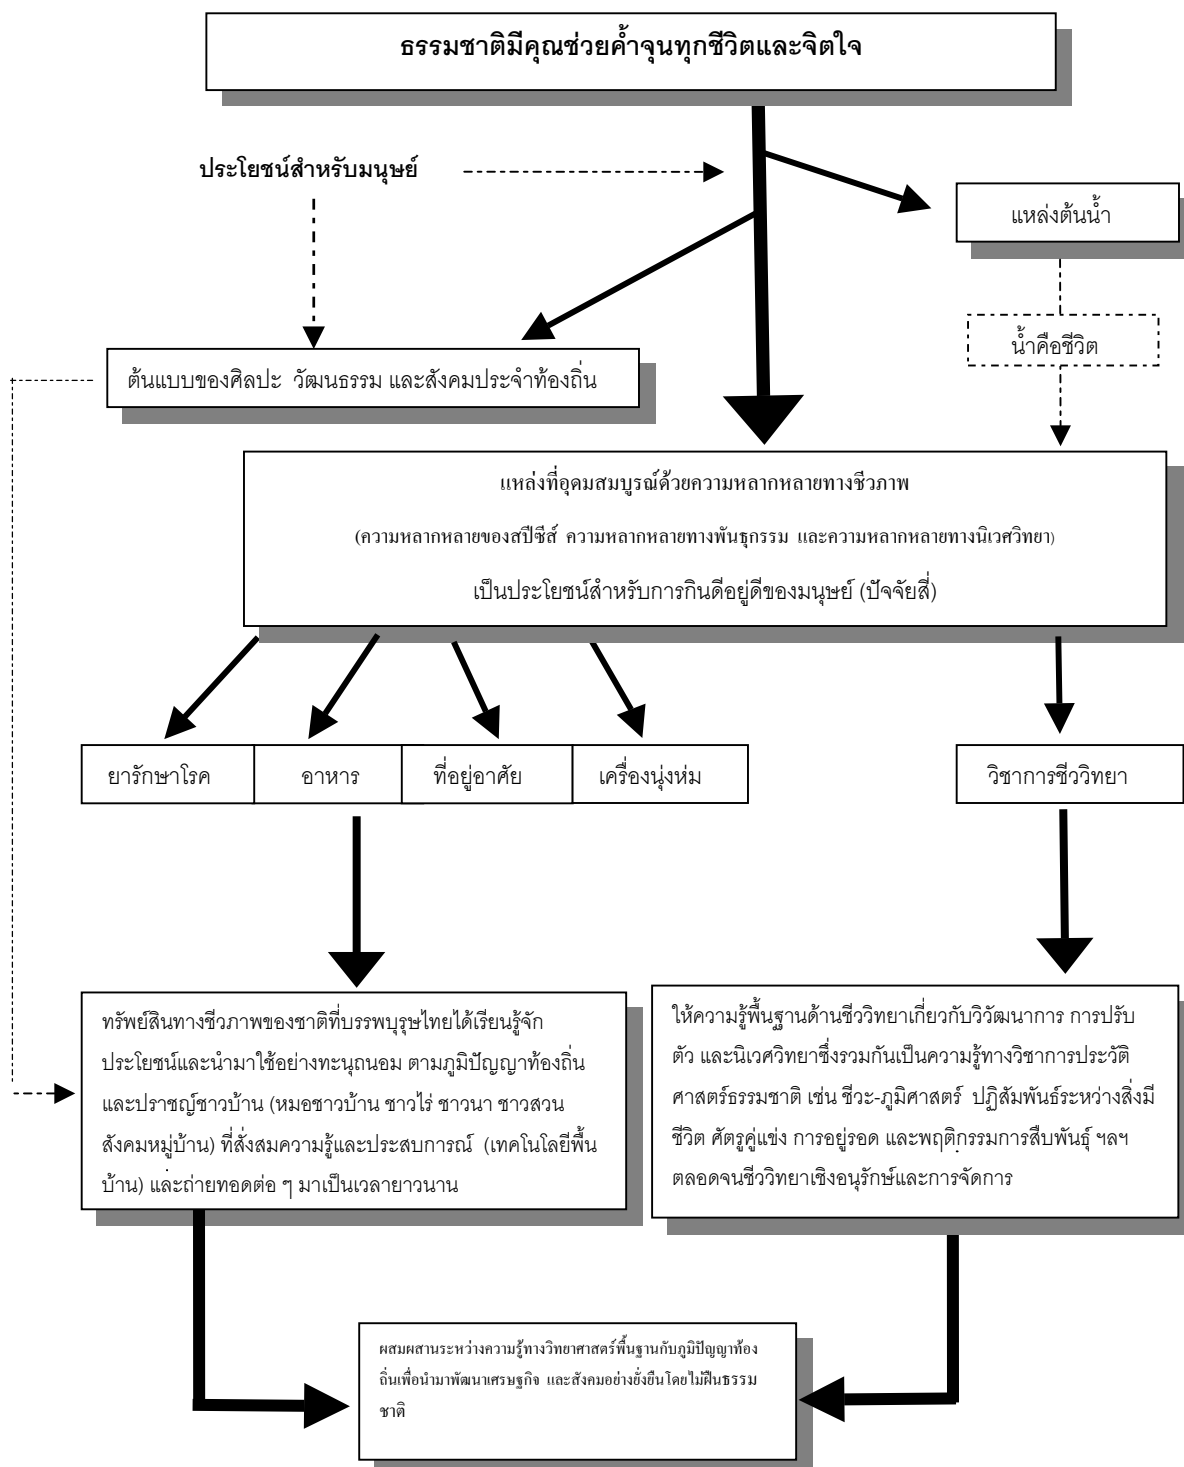 ธรรมชาติมีคุณช่วยค้ำจุนทุกชีวิตและจิตใจ
ประโยชน์สำหรับมนุษย์
แหล่งต้นน้ำ
น้ำคือชีวิต
ต้นแบบของศิลปะ วัฒนธรรม และสังคมประจำท้องถิ่น
แหล่งที่อุดมสมบูรณ์ด้วยความหลากหลายทางชีวภาพ
(ความหลากหลายของสปีซีส์ ความหลากหลายทางพันธุกรรม และความหลากหลายทางนิเวศวิทยา)
เป็นประโยชน์สำหรับการกินดีอยู่ดีของมนุษย์ (ปัจจัยสี่)
ยารักษาโรค
อาหาร
ที่อยู่อาศัย
เครื่องนุ่งห่ม
วิชาการชีววิทยา
ทรัพย์สินทางชีวภาพของชาติที่บรรพบุรุษไทยได้เรียนรู้จัก
ประโยชน์และนำมาใช้อย่างทะนุถนอม ตามภูมิปัญญาท้องถิ่น
และปราชญ์ชาวบ้าน (หมอชาวบ้าน ชาวไร่ ชาวนา ชาวสวน
สังคมหมู่บ้าน) ที่สั่งสมความรู้และประสบการณ์ (เทคโนโลยีพื้น
บ้าน) และถ่ายทอดต่อ ๆ มาเป็นเวลายาวนาน
ให้ความรู้พื้นฐานด้านชีววิทยาเกี่ยวกับวิวัฒนาการ การปรับ
ตัว และนิเวศวิทยาซึ่งรวมกันเป็นความรู้ทางวิชาการประวัติ
ศาสตร์ธรรมชาติ เช่น ชีวะ-ภูมิศาสตร์ ปฏิสัมพันธ์ระหว่างสิ่งมี
ชีวิต ศัตรูคู่แข่ง การอยู่รอด และพฤติกรรมการสืบพันธุ์ ฯลฯ
ตลอดจนชีววิทยาเชิงอนุรักษ์และการจัดการ
ผสมผสานระหว่างความรู้ทางวิทยาศาสตร์พื้นฐานกับภูมิปัญญาท้อง
ถิ่นเพื่อนำมาพัฒนาเศรษฐกิจ และสังคมอย่างยั่งยืนโดยไม่ฝืนธรรม
ชาติ